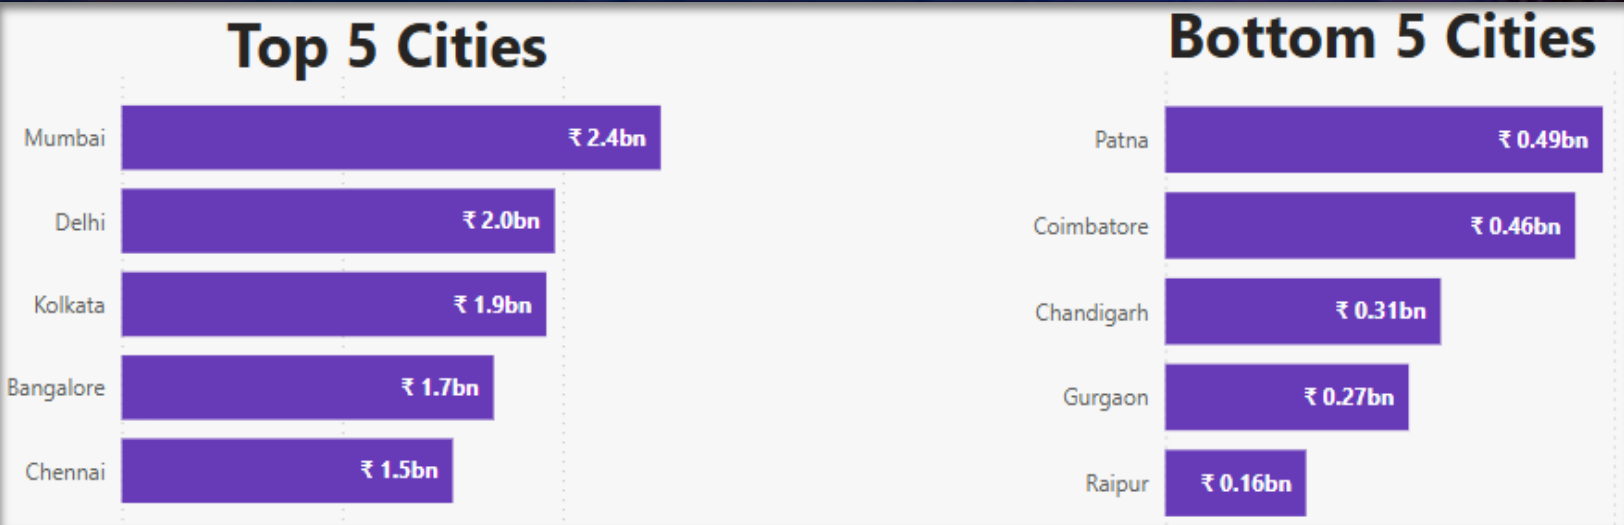 Top 5 Cities
Mumbai ₹ 2.4bn
Delhi ₹ 2.0bn
Kolkata ₹ 1.9bn
Bangalore ₹ 1.7bn
Chennai ₹ 1.5bn
Bottom 5 Cities
Patna ₹ 0.49bn
Coimbatore ₹ 0.46bn
Chandigarh ₹ 0.31bn
Gurgaon ₹ 0.27bn
Raipur ₹ 0.16bn